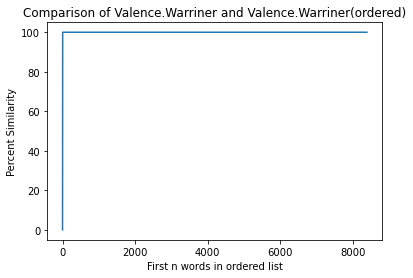 Comparison of Valence.Warriner and Valence.Warriner(ordered)
100
80
60
40
20
0
Percent Similarity
0 2000 4000 6000 8000
First n words in ordered list